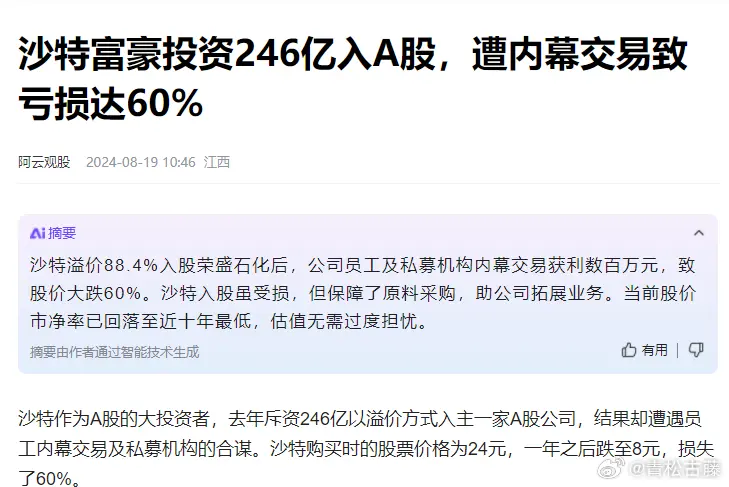 沙特富豪投资246亿入A股，遭内幕交易致
亏损达60%
阿云观股 2024-08-19 10:46 江西
Ai摘要
沙特溢价88.4%入股荣盛石化后，公司员工及私募机构内幕交易获利数百万元，致
股价大跌60%。沙特入股虽受损，但保障了原料采购，助公司拓展业务。当前股价
市净率已回落至近十年最低，估值无需过度担忧。
摘要由作者通过智能技术生成 有用
沙特作为A股的大投资者，去年斥资246亿以溢价方式入主一家A股公司，结果却遭遇员
工内幕交易及私募机构的合谋。沙特购买时的股票价格为24元，一年之后跌至8元，损失
了60%。
@青松苗藤